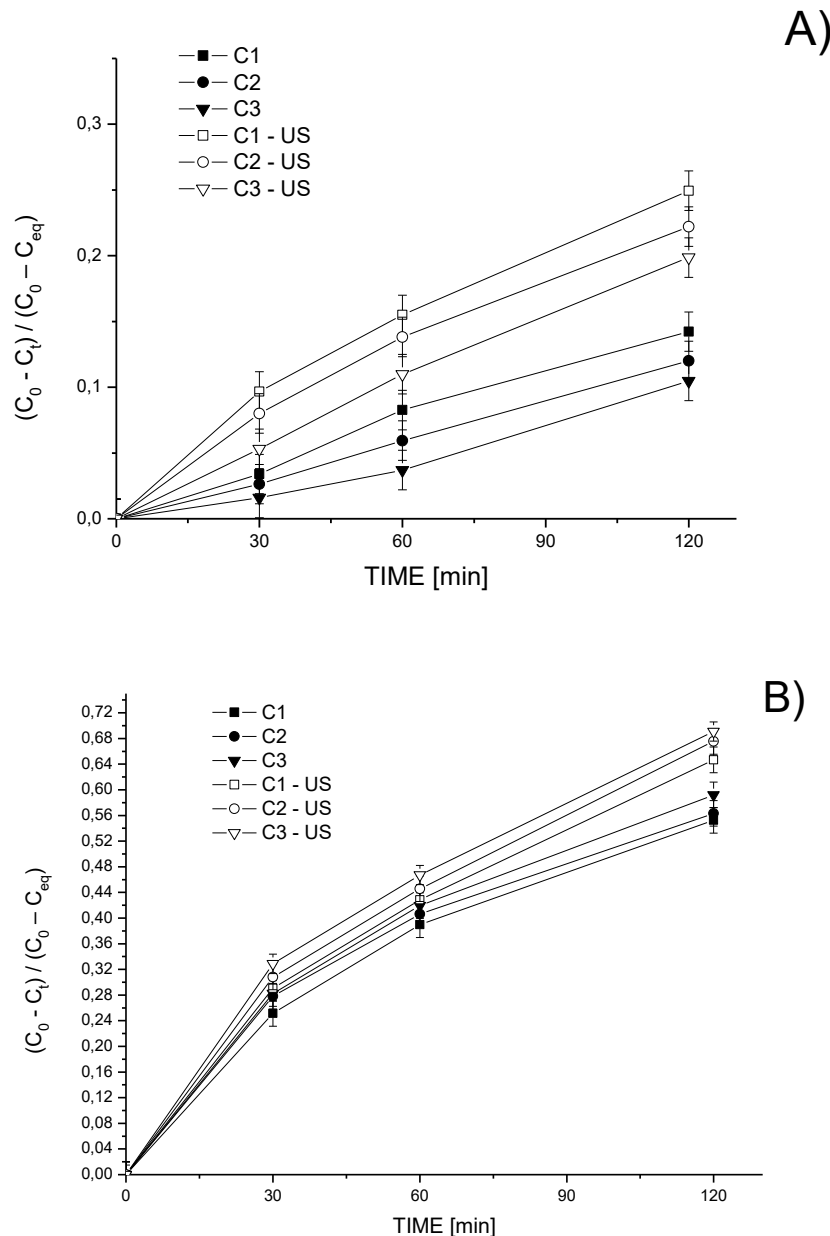 A)
C1
C2
C3
C1 - US
C2 - US
C3 - US
0,3
0,2
0,1
0,0
(C0 - Ct) / (C0 – Ceq)
0 30 60 90 120
TIME [min]
B)
C1
C2
C3
C1 - US
C2 - US
C3 - US
0,72
0,68
0,64
0,60
0,56
0,52
0,48
0,44
0,40
0,36
0,32
0,28
0,24
0,20
0,16
0,12
0,08
0,04
0,00
(C0 - Ct) / (C0 – Ceq)
0 30 60 90 120
TIME [min]